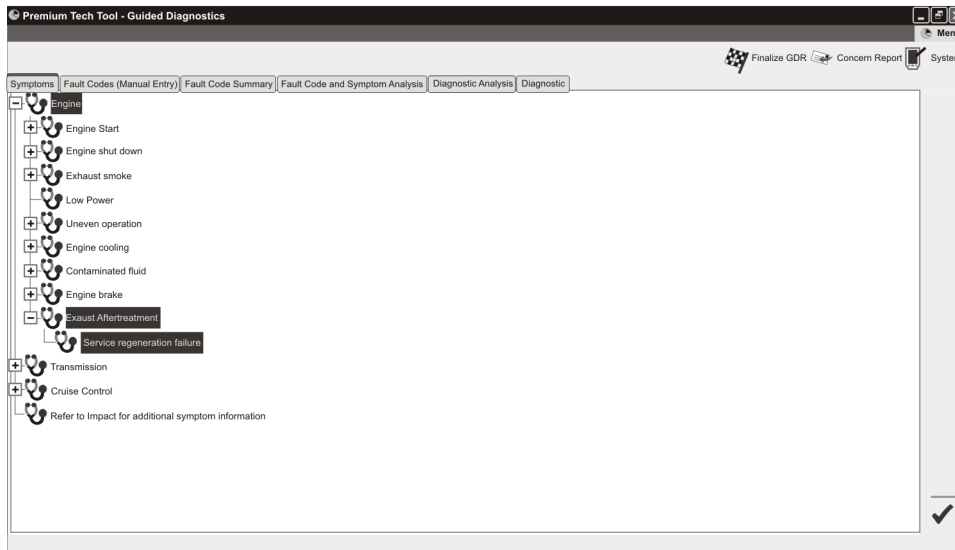 Premium Tech Tool - Guided Diagnostics
Men
Finalize GDR Concern Report Syste
Symptoms Fault Codes (Manual Entry) Fault Code Summary Fault Code and Symptom Analysis Diagnostic Analysis Diagnostic
Engine
Engine Start
Engine shut down
Exhaust smoke
Low Power
Uneven operation
Engine cooling
Contaminated fluid
Engine brake
Exaust Aftertreatment
Service regeneration failure
Transmission
Cruise Control
Refer to Impact for additional symptom information